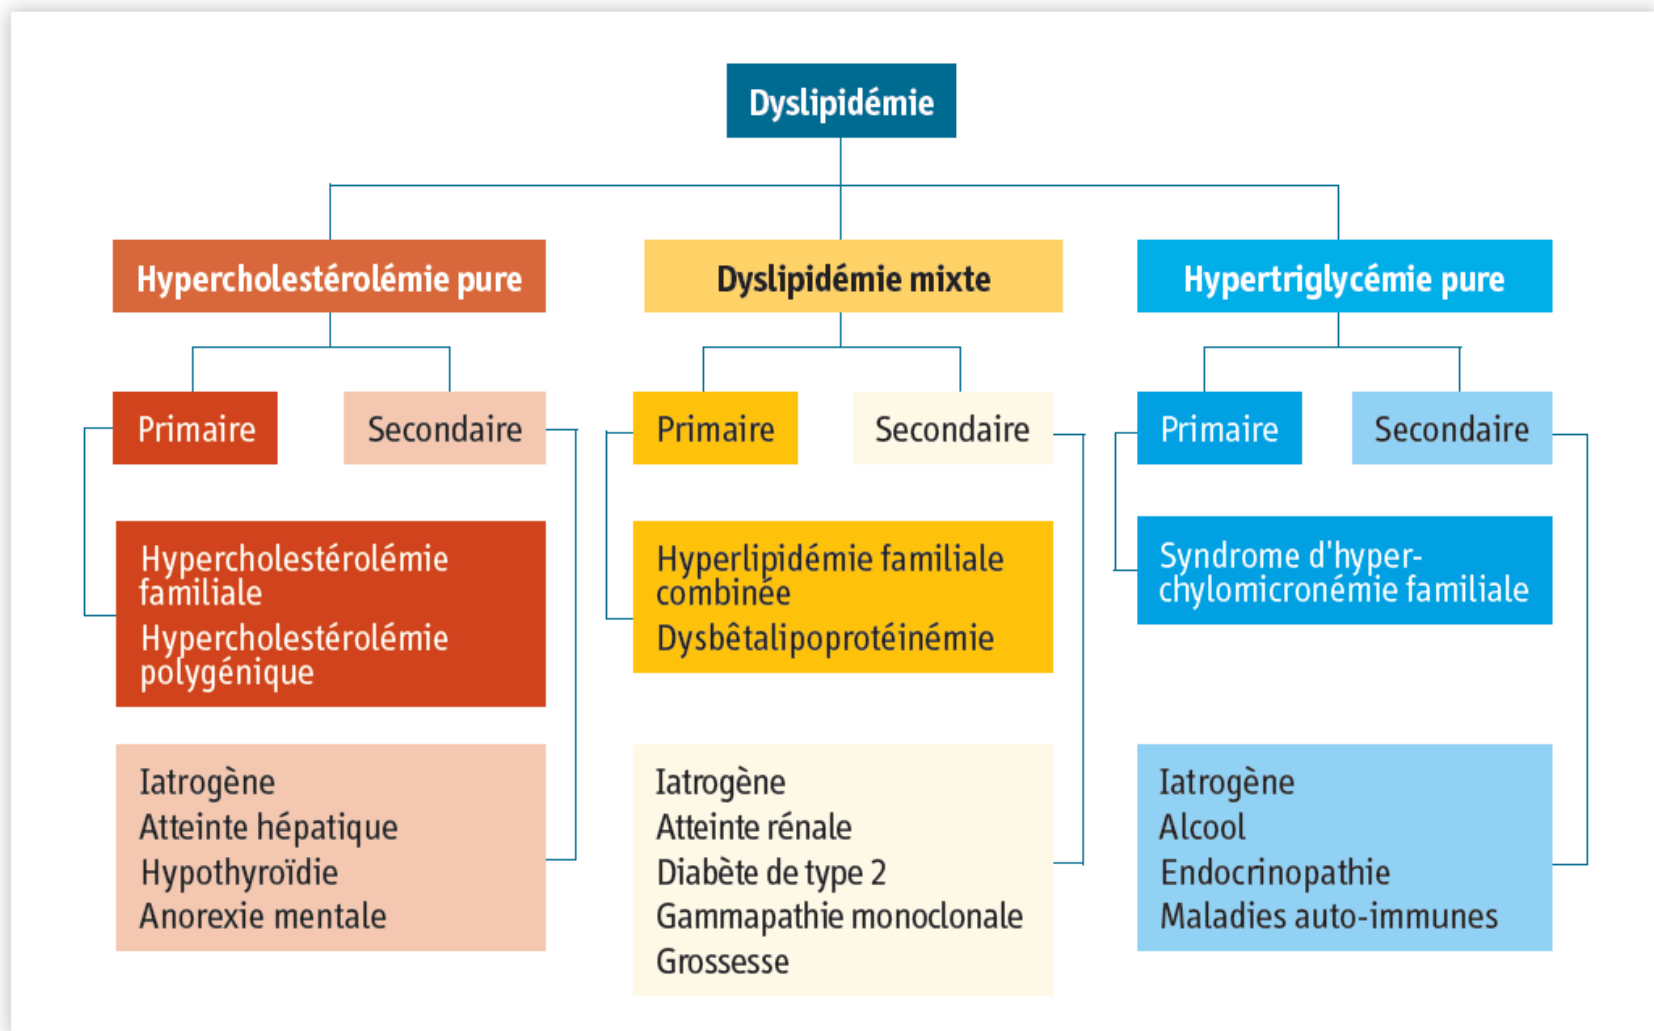 Dyslipidémie
Hypercholestérolémie pure
Dyslipidémie mixte
Hypertriglycémie pure
Primaire
Secondaire
Primaire
Secondaire
Primaire
Secondaire
Hypercholestérolémie
familiale
Hypercholestérolémie
polygénique
Hyperlipidémie familiale
combinée
Dysbêtalipoprotéinémie
Syndrome d'hyper-
chylomicronémie familiale
Iatrogène
Atteinte hépatique
Hypothyroïdie
Anorexie mentale
Iatrogène
Atteinte rénale
Diabète de type 2
Gammapathie monoclonale
Grossesse
Iatrogène
Alcool
Endocrinopathie
Maladies auto-immunes